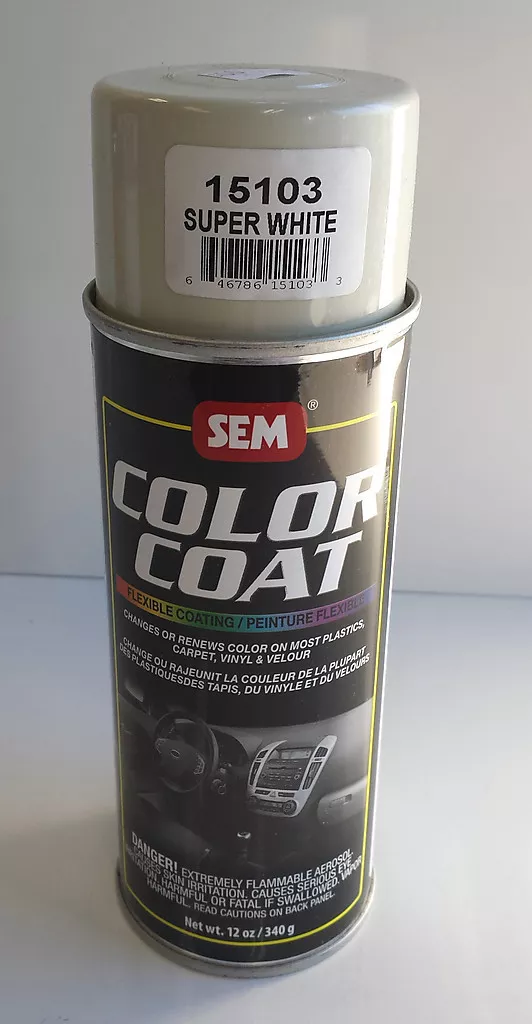 15103
SUPER WHITE
6 46786 15103 3
SEM®
COLOR
COAT
FLEXIBLE COATING / PEINTURE FLEXIBLE
CHANGES OR RENEWS COLOR ON MOST PLASTICS,
CARPET, VINYL & VELOUR
CHANGE OU RAJEUNIT LA COULEUR DE LA PLUPART
DES PLASTIQUESDES TAPIS, DU VINYLE ET DU VELOURS
DANGER! EXTREMELY FLAMMABLE AEROSOL.
CAUSES SKIN IRRITATION. CAUSES SERIOUS EYE
IRRITATION. HARMFUL OR FATAL IF SWALLOWED. VAPOR
HARMFUL. READ CAUTIONS ON BACK PANEL.
Net wt. 12 oz / 340 g